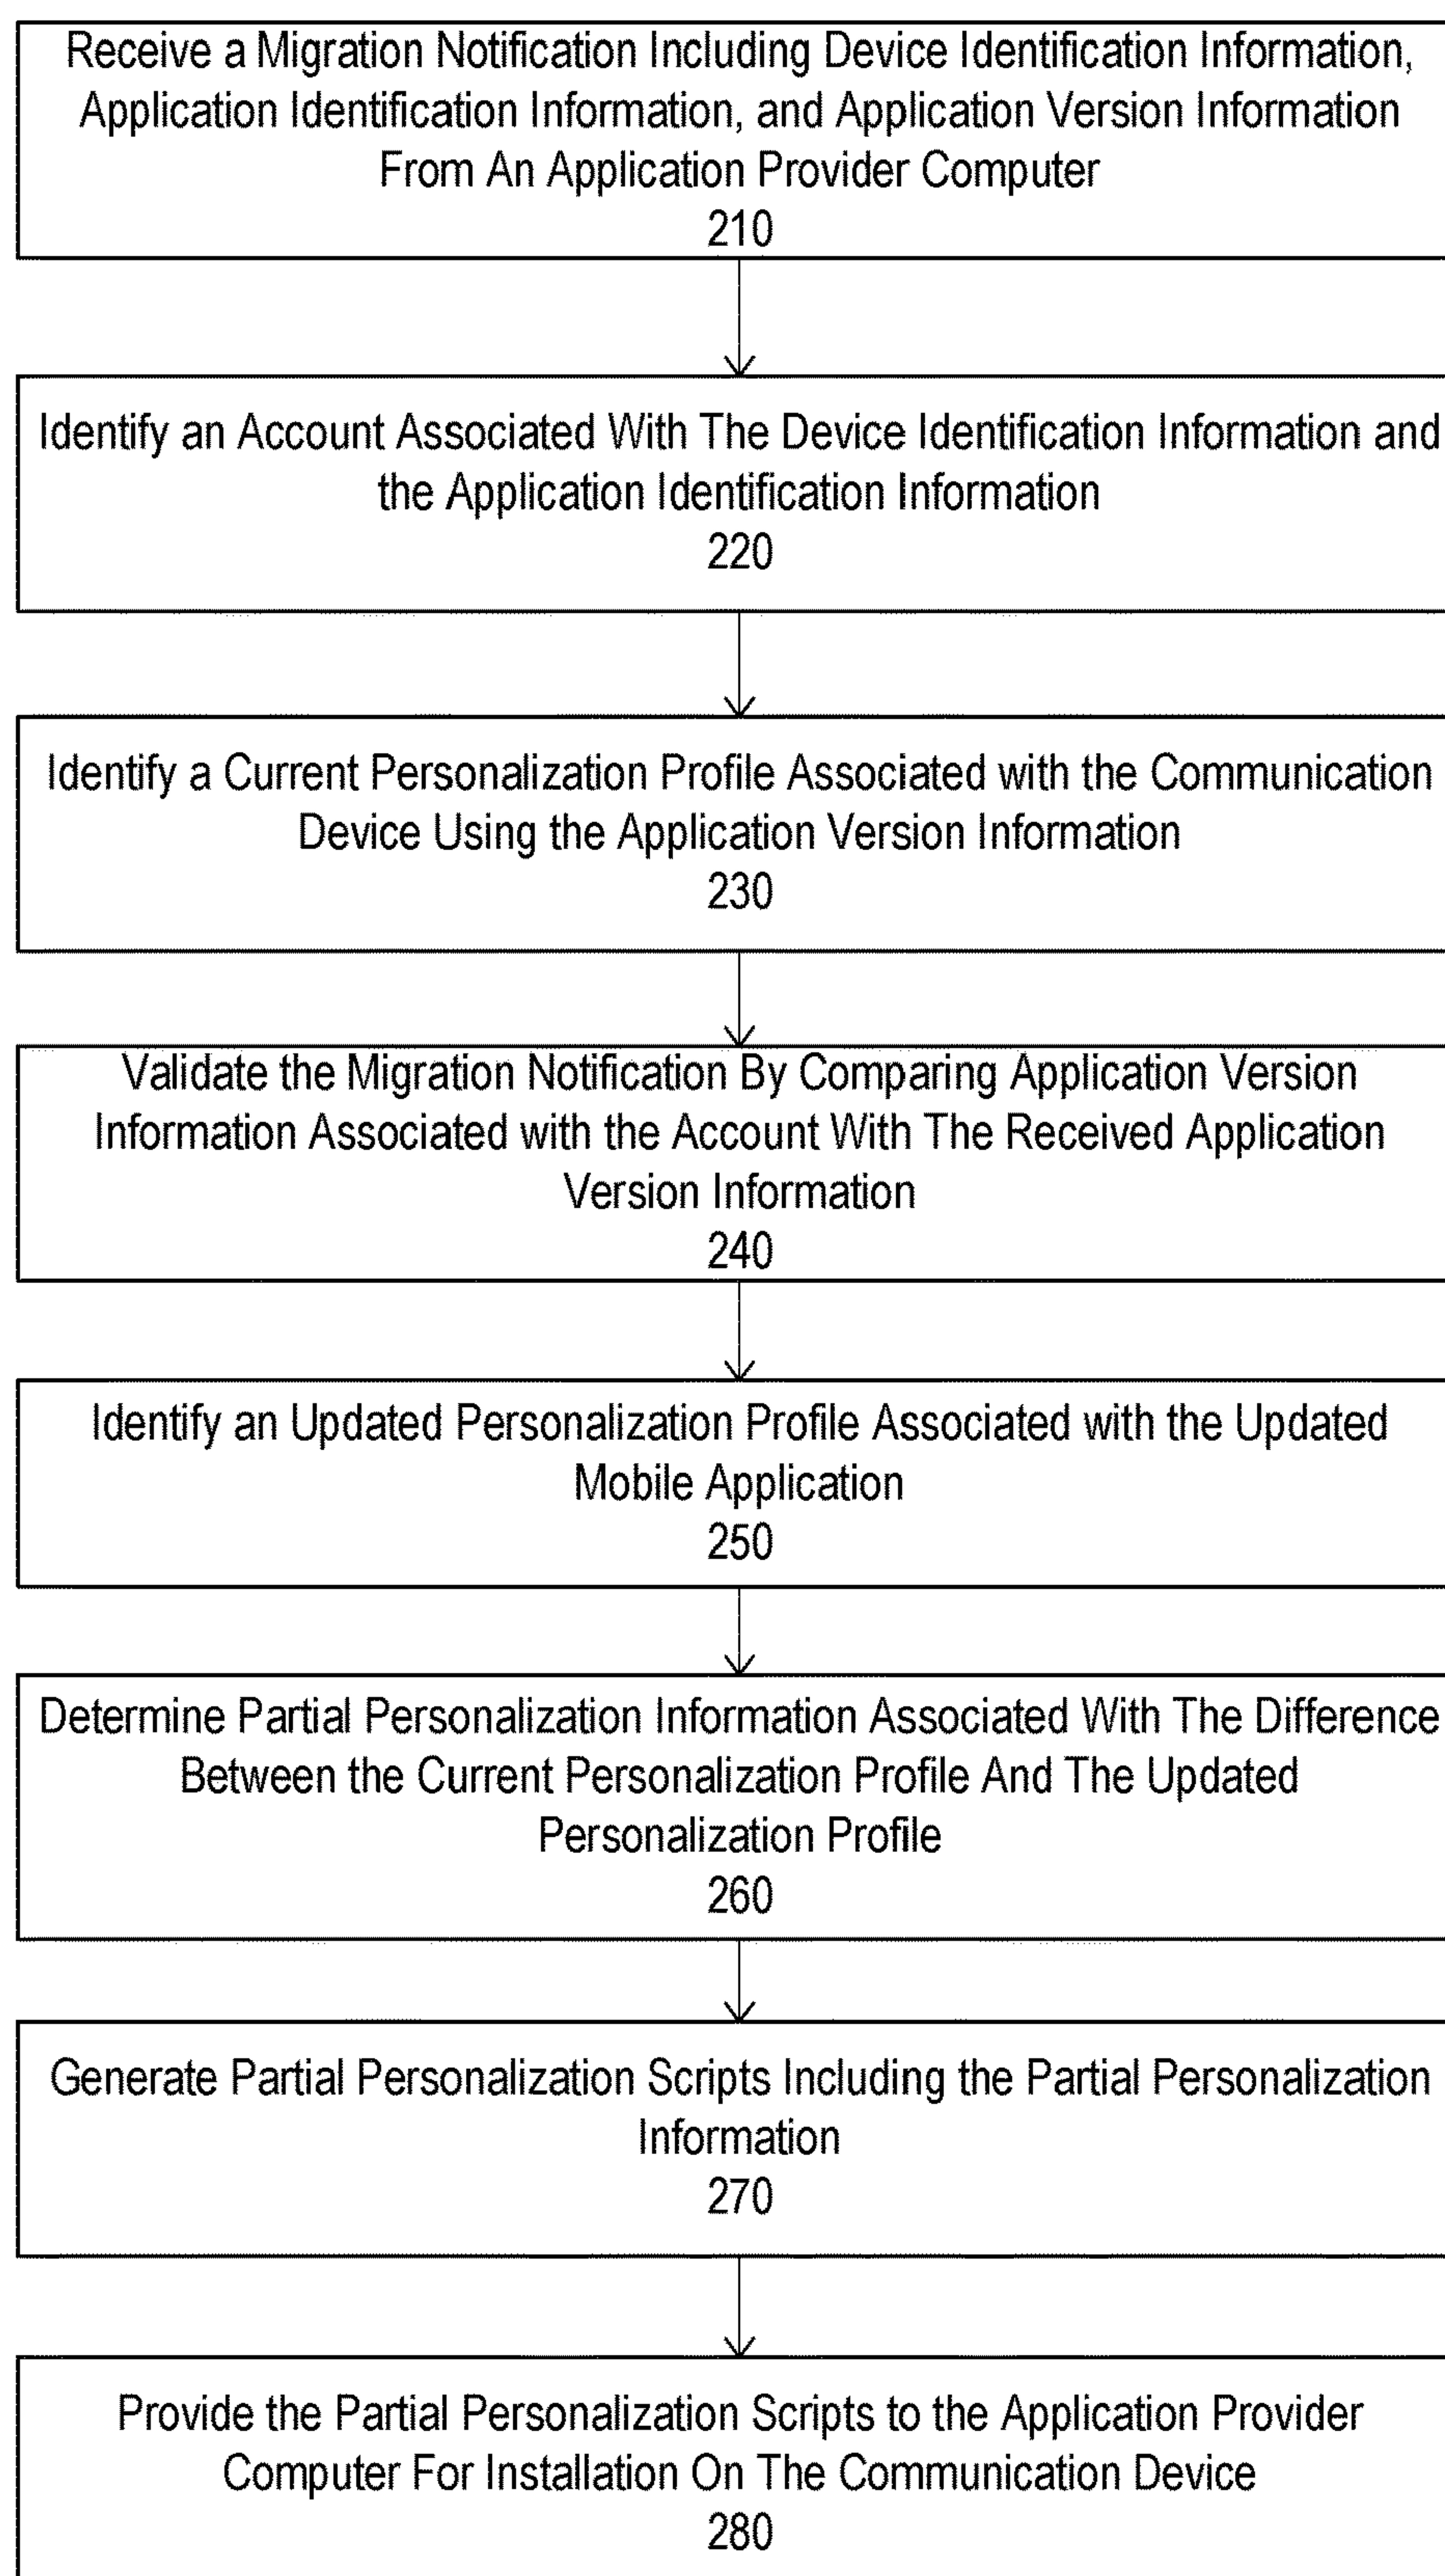 Receive a Migration Notification Including Device Identification Information,
Application Identification Information, and Application Version Information
From An Application Provider Computer
210
Identify an Account Associated With The Device Identification Information and
the Application Identification Information
220
Identify a Current Personalization Profile Associated with the Communication
Device Using the Application Version Information
230
Validate the Migration Notification By Comparing Application Version
Information Associated with the Account With The Received Application
Version Information
240
Identify an Updated Personalization Profile Associated with the Updated
Mobile Application
250
Determine Partial Personalization Information Associated With The Difference
Between the Current Personalization Profile And The Updated
Personalization Profile
260
Generate Partial Personalization Scripts Including the Partial Personalization
Information
270
Provide the Partial Personalization Scripts to the Application Provider
Computer For Installation On The Communication Device
280